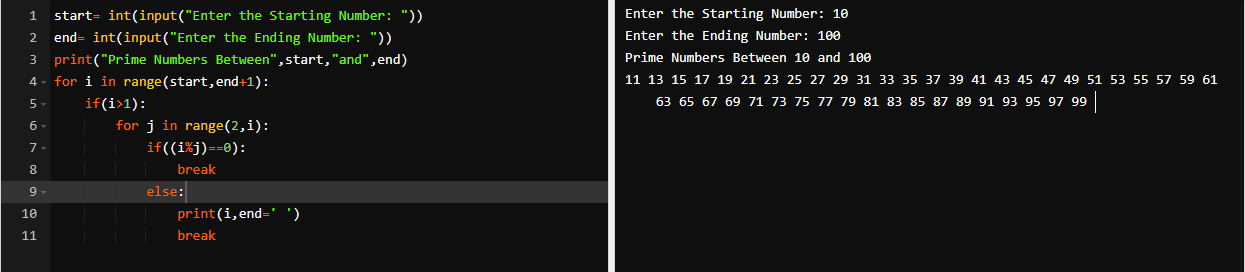 1 start= int(input("Enter the Starting Number: "))
2 end= int(input("Enter the Ending Number: "))
3 print("Prime Numbers Between",start,"and",end)
4 for i in range(start,end+1):
5     if(i>1):
6         for j in range(2,i):
7             if((i%j)==0):
8                 break
9             else:
10                 print(i,end=' ')
11                 break
Enter the Starting Number: 10
Enter the Ending Number: 100
Prime Numbers Between 10 and 100
11 13 15 17 19 21 23 25 27 29 31 33 35 37 39 41 43 45 47 49 51 53 55 57 59 61
63 65 67 69 71 73 75 77 79 81 83 85 87 89 91 93 95 97 99